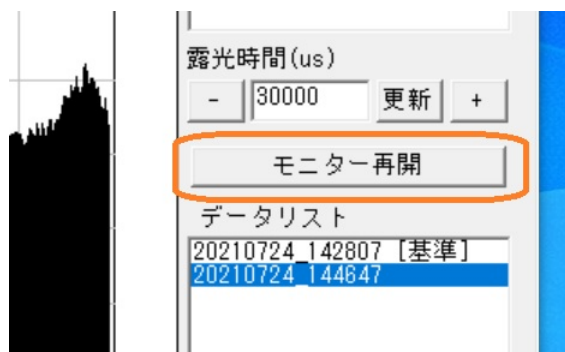 露光時間(us)
- 30000 更新 +
モニター再開
データリスト
20210724_142807 [基準]
20210724_144647